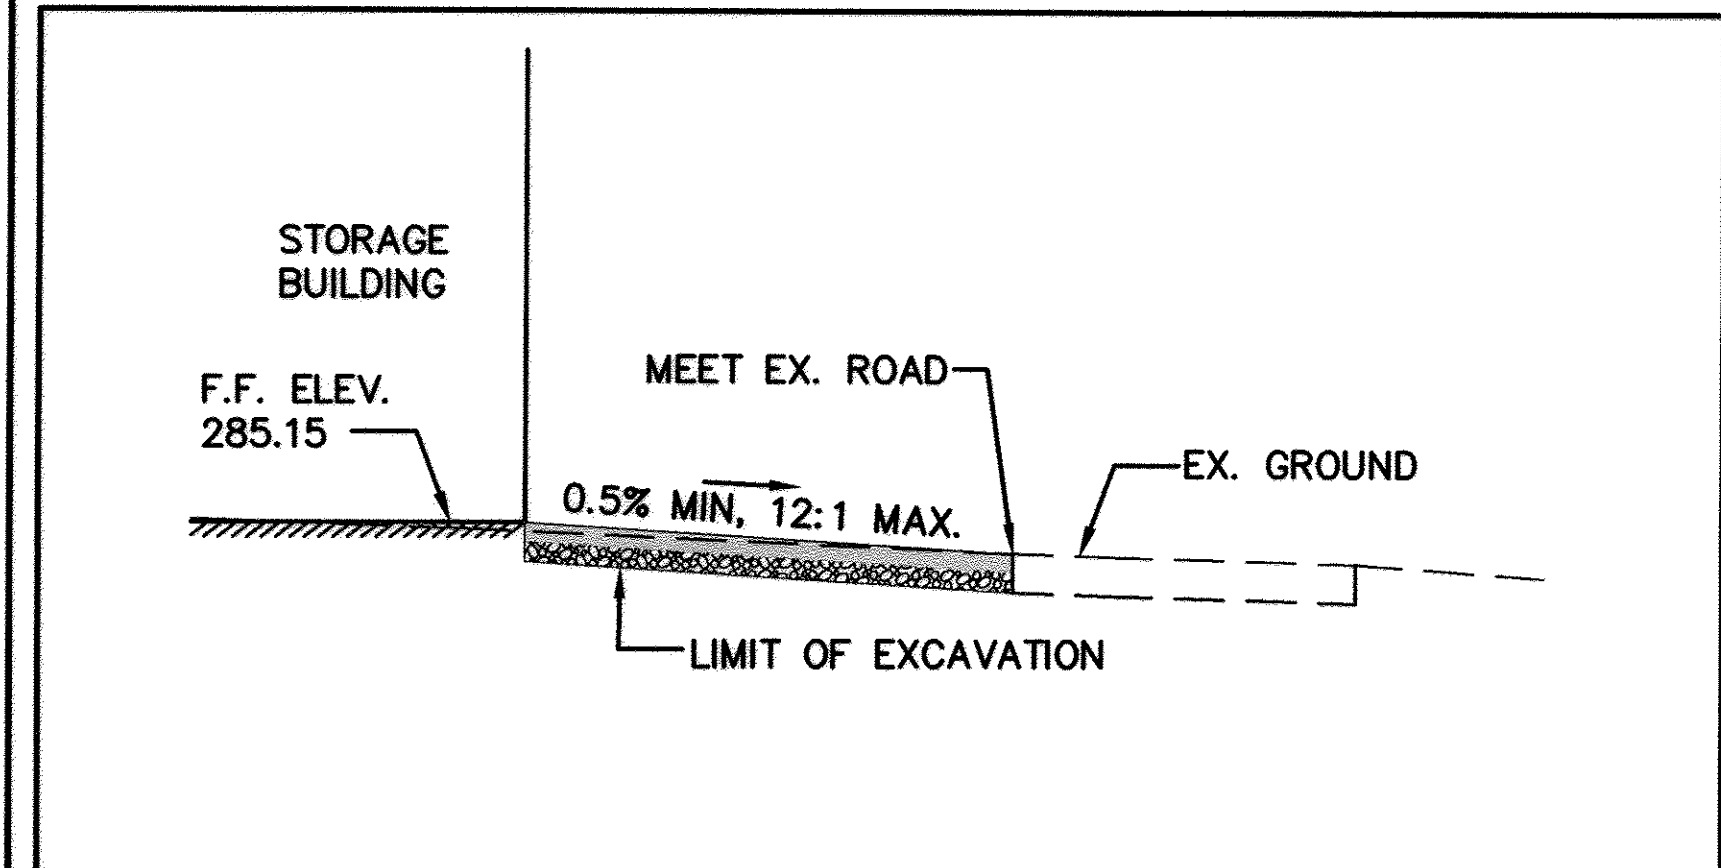 STORAGE
BUILDING
F.F. ELEV.
285.15
MEET EX. ROAD
EX. GROUND
0.5% MIN, 12:1 MAX.
LIMIT OF EXCAVATION